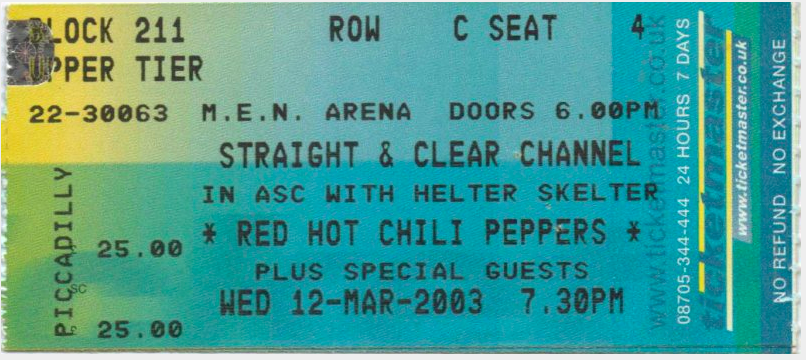 BLOCK 211 ROW C SEAT 4
UPPER TIER
22-30063 M.E.N. ARENA DOORS 6.00PM
STRAIGHT & CLEAR CHANNEL
IN ASC WITH HELTER SKELTER
* RED HOT CHILI PEPPERS *
PLUS SPECIAL GUESTS
WED 12-MAR-2003 7.30PM
PICCADILLY
SC
25.00
25.00
www.ticketmaster.co.uk
08705-344-444 24 HOURS 7 DAYS
ticketmaster
www.ticketmaster.co.uk
NO REFUND NO EXCHANGE